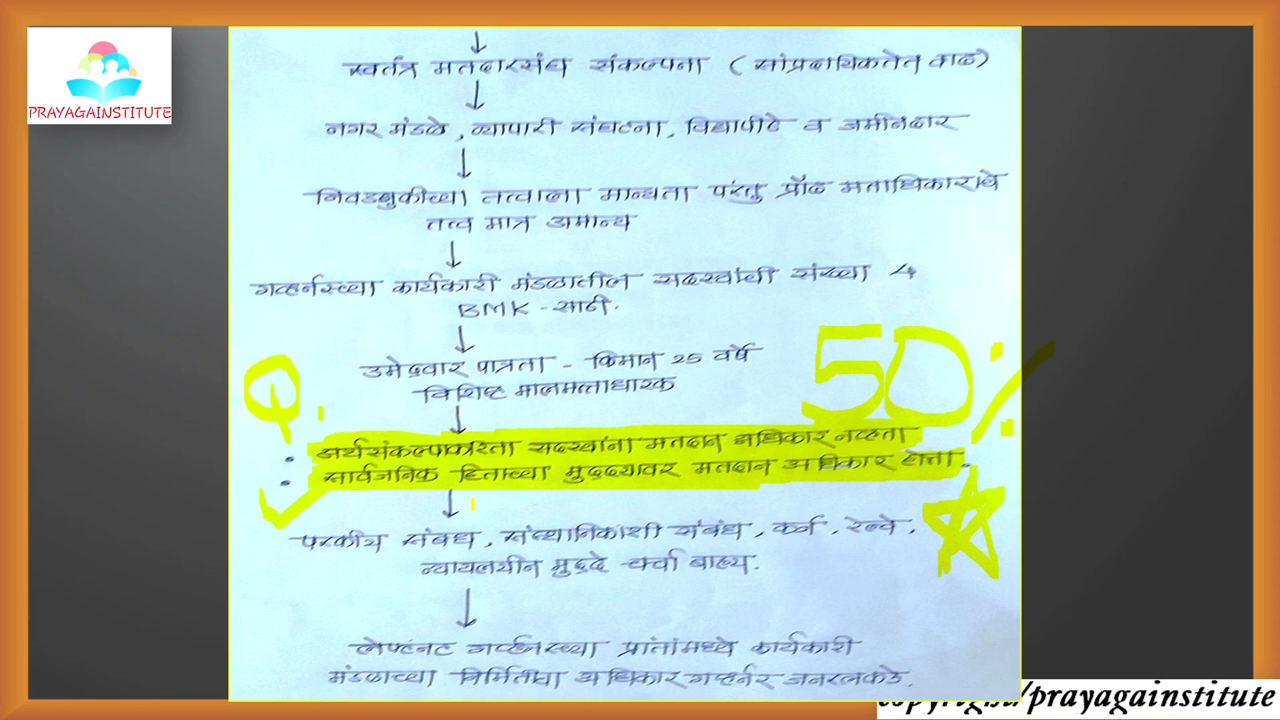 PRAYAGAINSTITUTE
स्वतंत्र मतदारसंघ संकल्पना (सांप्रदायिकतेत वाढ)
नगर मंडळे, व्यापारी संघटना, विद्यापीठे व जमीनदार
निवडणुकीच्या तत्वाला मान्यता परंतु प्रौढ मताधिकाराचे
तत्व मात्र अमान्य
गव्हर्नरच्या कार्यकारी मंडळातील सदस्यांची संख्या 4
BMK - साठी.
उमेद्वार पात्रता - किमान 25 वर्षे
विशिष्ट मालमत्ताधारक
50%
Q.
• अर्थसंकल्पाकरिता सदस्यांना मतदान अधिकार नव्हता
• सार्वजनिक हिताच्या मुद्दयावर मतदान अधिकार होता.
परकीय संबंध, संस्थानिकाशी संबंध, कर्ज, रेल्वे,
न्यायालयीन मुद्दे चर्चा बाह्य.
लेफ्टनंट गव्हर्नरच्या प्रांतांमध्ये कार्यकारी
मंडळाच्या निर्मितीचा अधिकार गव्हर्नर जनरलकडे.
copyright/prayagainstitute